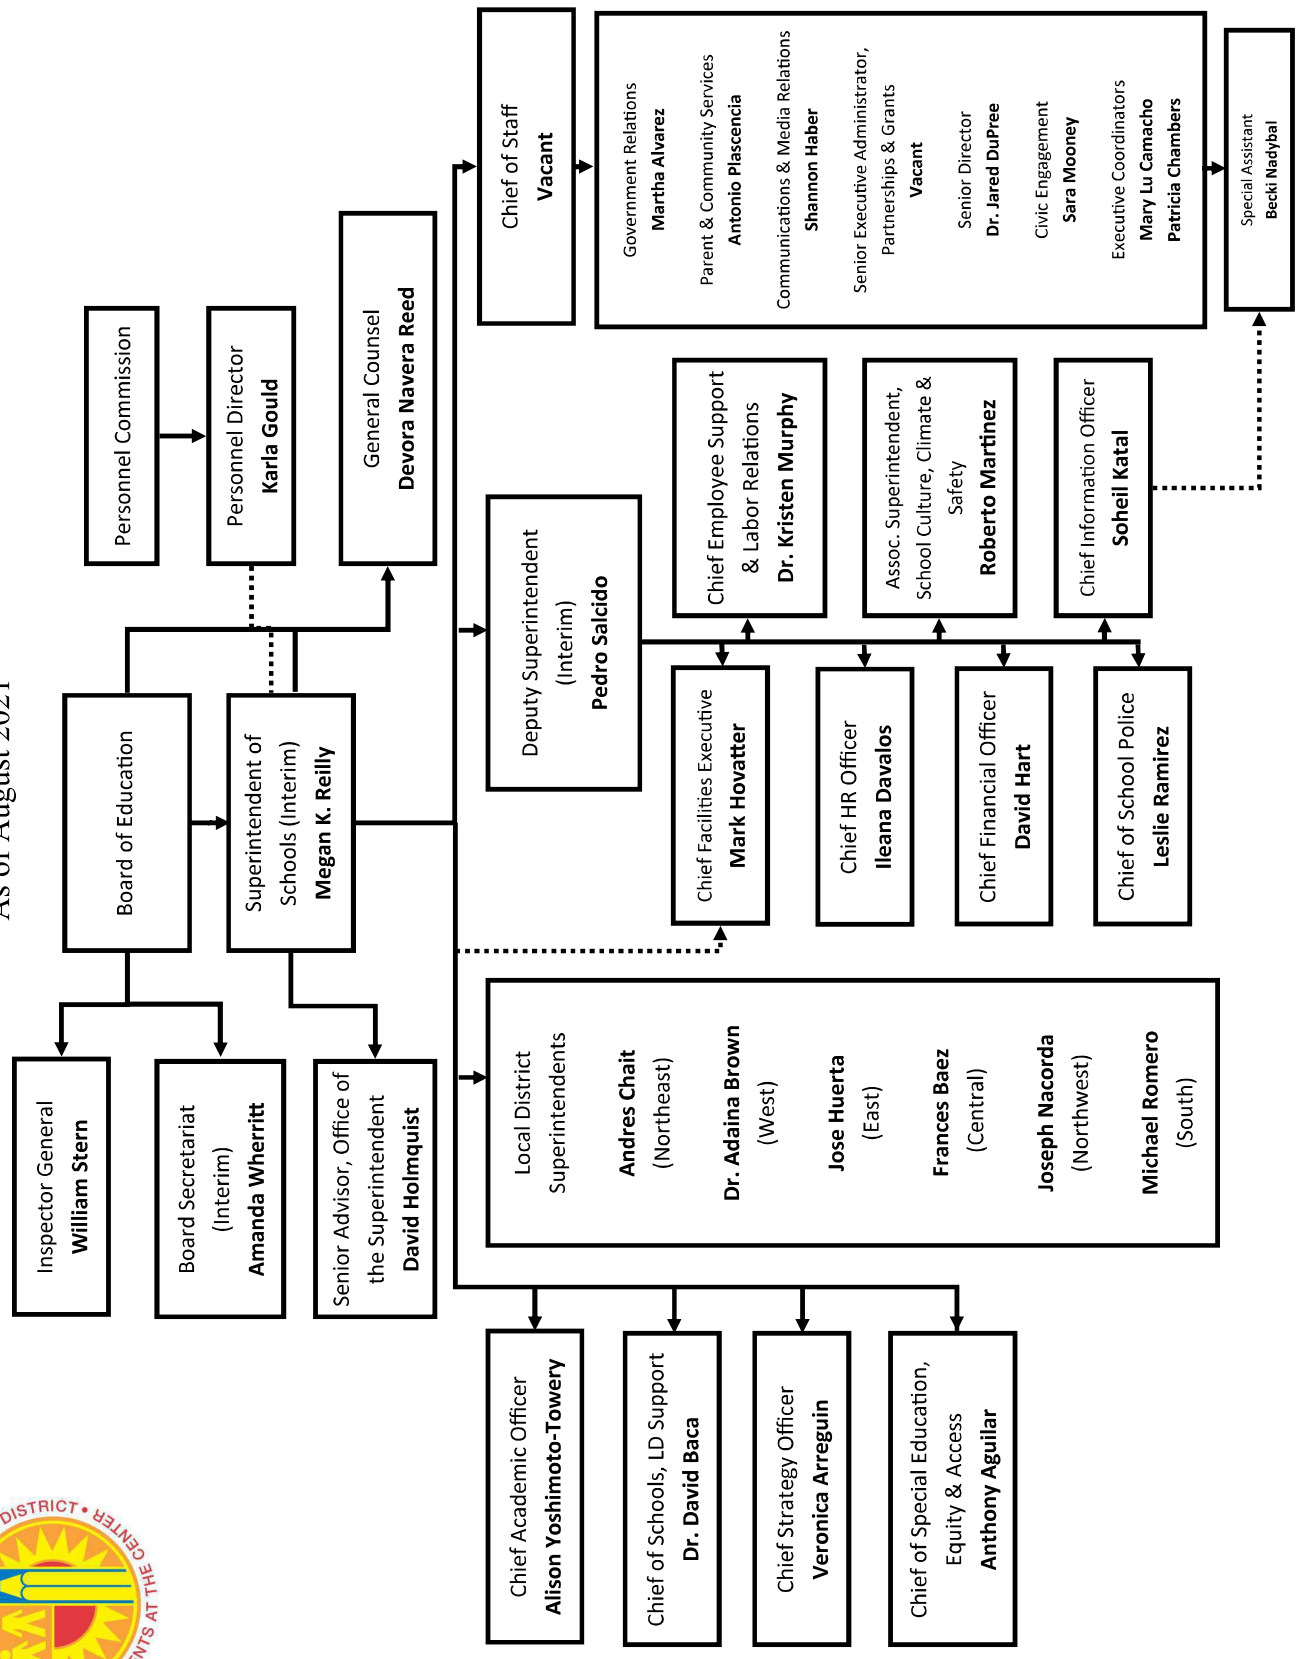 As of August 2021
Board of Education
Inspector General
William Stern
Board Secretariat
(Interim)
Amanda Wherritt
Personnel Commission
Personnel Director
Karla Gould
Superintendent of
Schools (Interim)
Megan K. Reilly
Senior Advisor, Office of
the Superintendent
David Holmquist
General Counsel
Devora Navera Reed
Chief Academic Officer
Alison Yoshimoto-Towery
Chief of Schools, LD Support
Dr. David Baca
Chief Strategy Officer
Veronica Arreguin
Chief of Special Education,
Equity & Access
Anthony Aguilar
Local District
Superintendents
Andres Chait
(Northeast)
Dr. Adaina Brown
(West)
Jose Huerta
(East)
Frances Baez
(Central)
Joseph Nacorda
(Northwest)
Michael Romero
(South)
Deputy Superintendent
(Interim)
Pedro Salcido
Chief Facilities Executive
Mark Hovatter
Chief HR Officer
Ileana Davalos
Chief Financial Officer
David Hart
Chief of School Police
Leslie Ramirez
Chief Employee Support
& Labor Relations
Dr. Kristen Murphy
Assoc. Superintendent,
School Culture, Climate &
Safety
Roberto Martinez
Chief Information Officer
Soheil Katal
Chief of Staff
Vacant
Government Relations
Martha Alvarez
Parent & Community Services
Antonio Plascencia
Communications & Media Relations
Shannon Haber
Senior Executive Administrator,
Partnerships & Grants
Vacant
Senior Director
Dr. Jared DuPree
Civic Engagement
Sara Mooney
Executive Coordinators
Mary Lu Camacho
Patricia Chambers
Special Assistant
Becki Nadybal
DISTRICT • CENTER
NTS AT THE